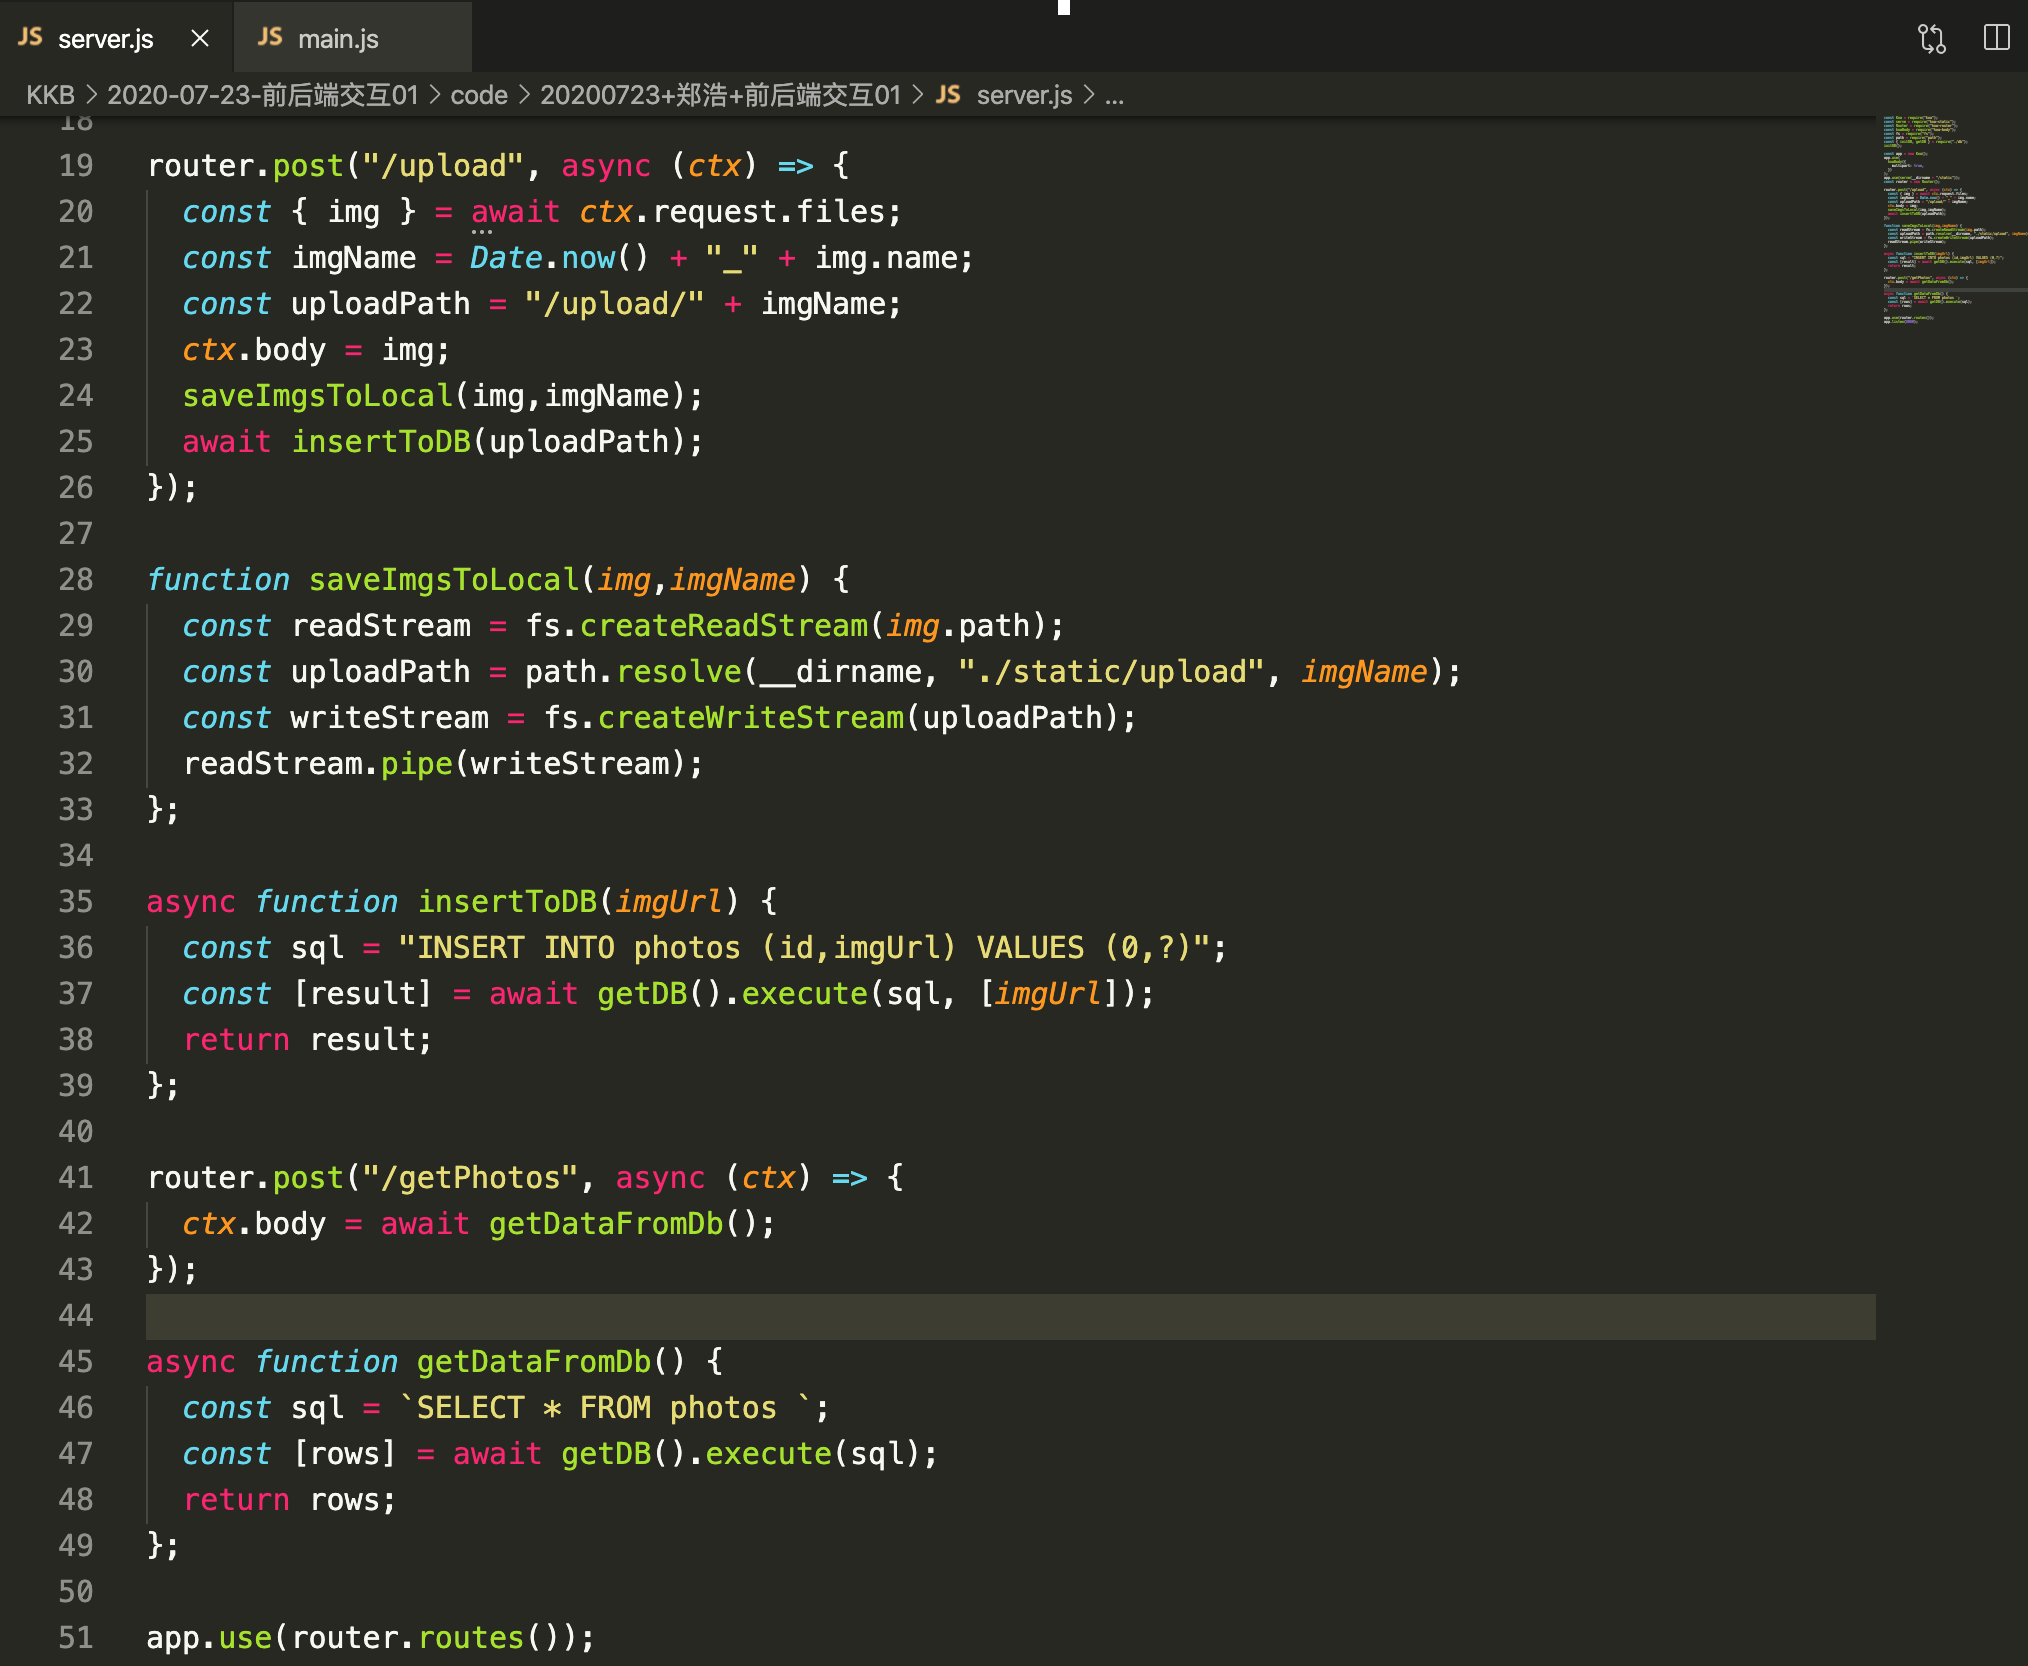 JS server.js × JS main.js
KKB > 2020-07-23-前后端交互01 > code > 20200723+郑浩+前后端交互01 > JS server.js > ...
18
19 router.post("/upload", async (ctx) => {
20 const { img } = await ctx.request.files;
21 const imgName = Date.now() + "_" + img.name;
22 const uploadPath = "/upload/" + imgName;
23 ctx.body = img;
24 saveImgsToLocal(img,imgName);
25 await insertToDB(uploadPath);
26 });
27
28 function saveImgsToLocal(img,imgName) {
29 const readStream = fs.createReadStream(img.path);
30 const uploadPath = path.resolve(__dirname, "./static/upload", imgName);
31 const writeStream = fs.createWriteStream(uploadPath);
32 readStream.pipe(writeStream);
33 };
34
35 async function insertToDB(imgUrl) {
36 const sql = "INSERT INTO photos (id,imgUrl) VALUES (0,?)";
37 const [result] = await getDB().execute(sql, [imgUrl]);
38 return result;
39 };
40
41 router.post("/getPhotos", async (ctx) => {
42 ctx.body = await getDataFromDb();
43 });
44
45 async function getDataFromDb() {
46 const sql = `SELECT * FROM photos `;
47 const [rows] = await getDB().execute(sql);
48 return rows;
49 };
50
51 app.use(router.routes());